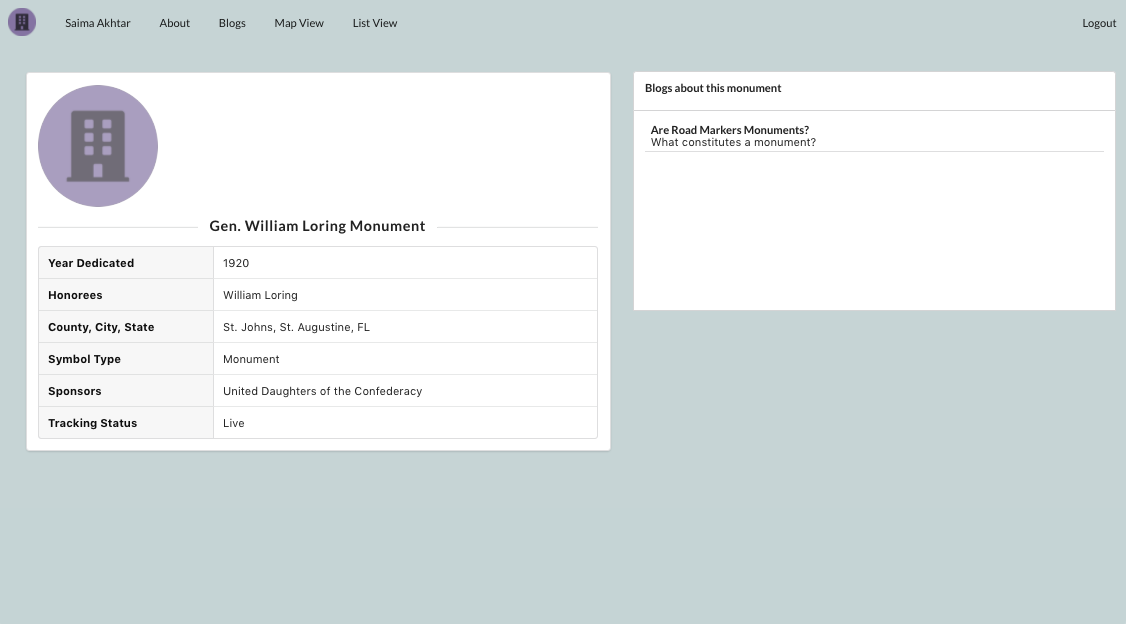 Saima Akhtar About Blogs Map View List View Logout
Gen. William Loring Monument
Year Dedicated 1920
Honorees William Loring
County, City, State St. Johns, St. Augustine, FL
Symbol Type Monument
Sponsors United Daughters of the Confederacy
Tracking Status Live
Blogs about this monument
Are Road Markers Monuments?
What constitutes a monument?